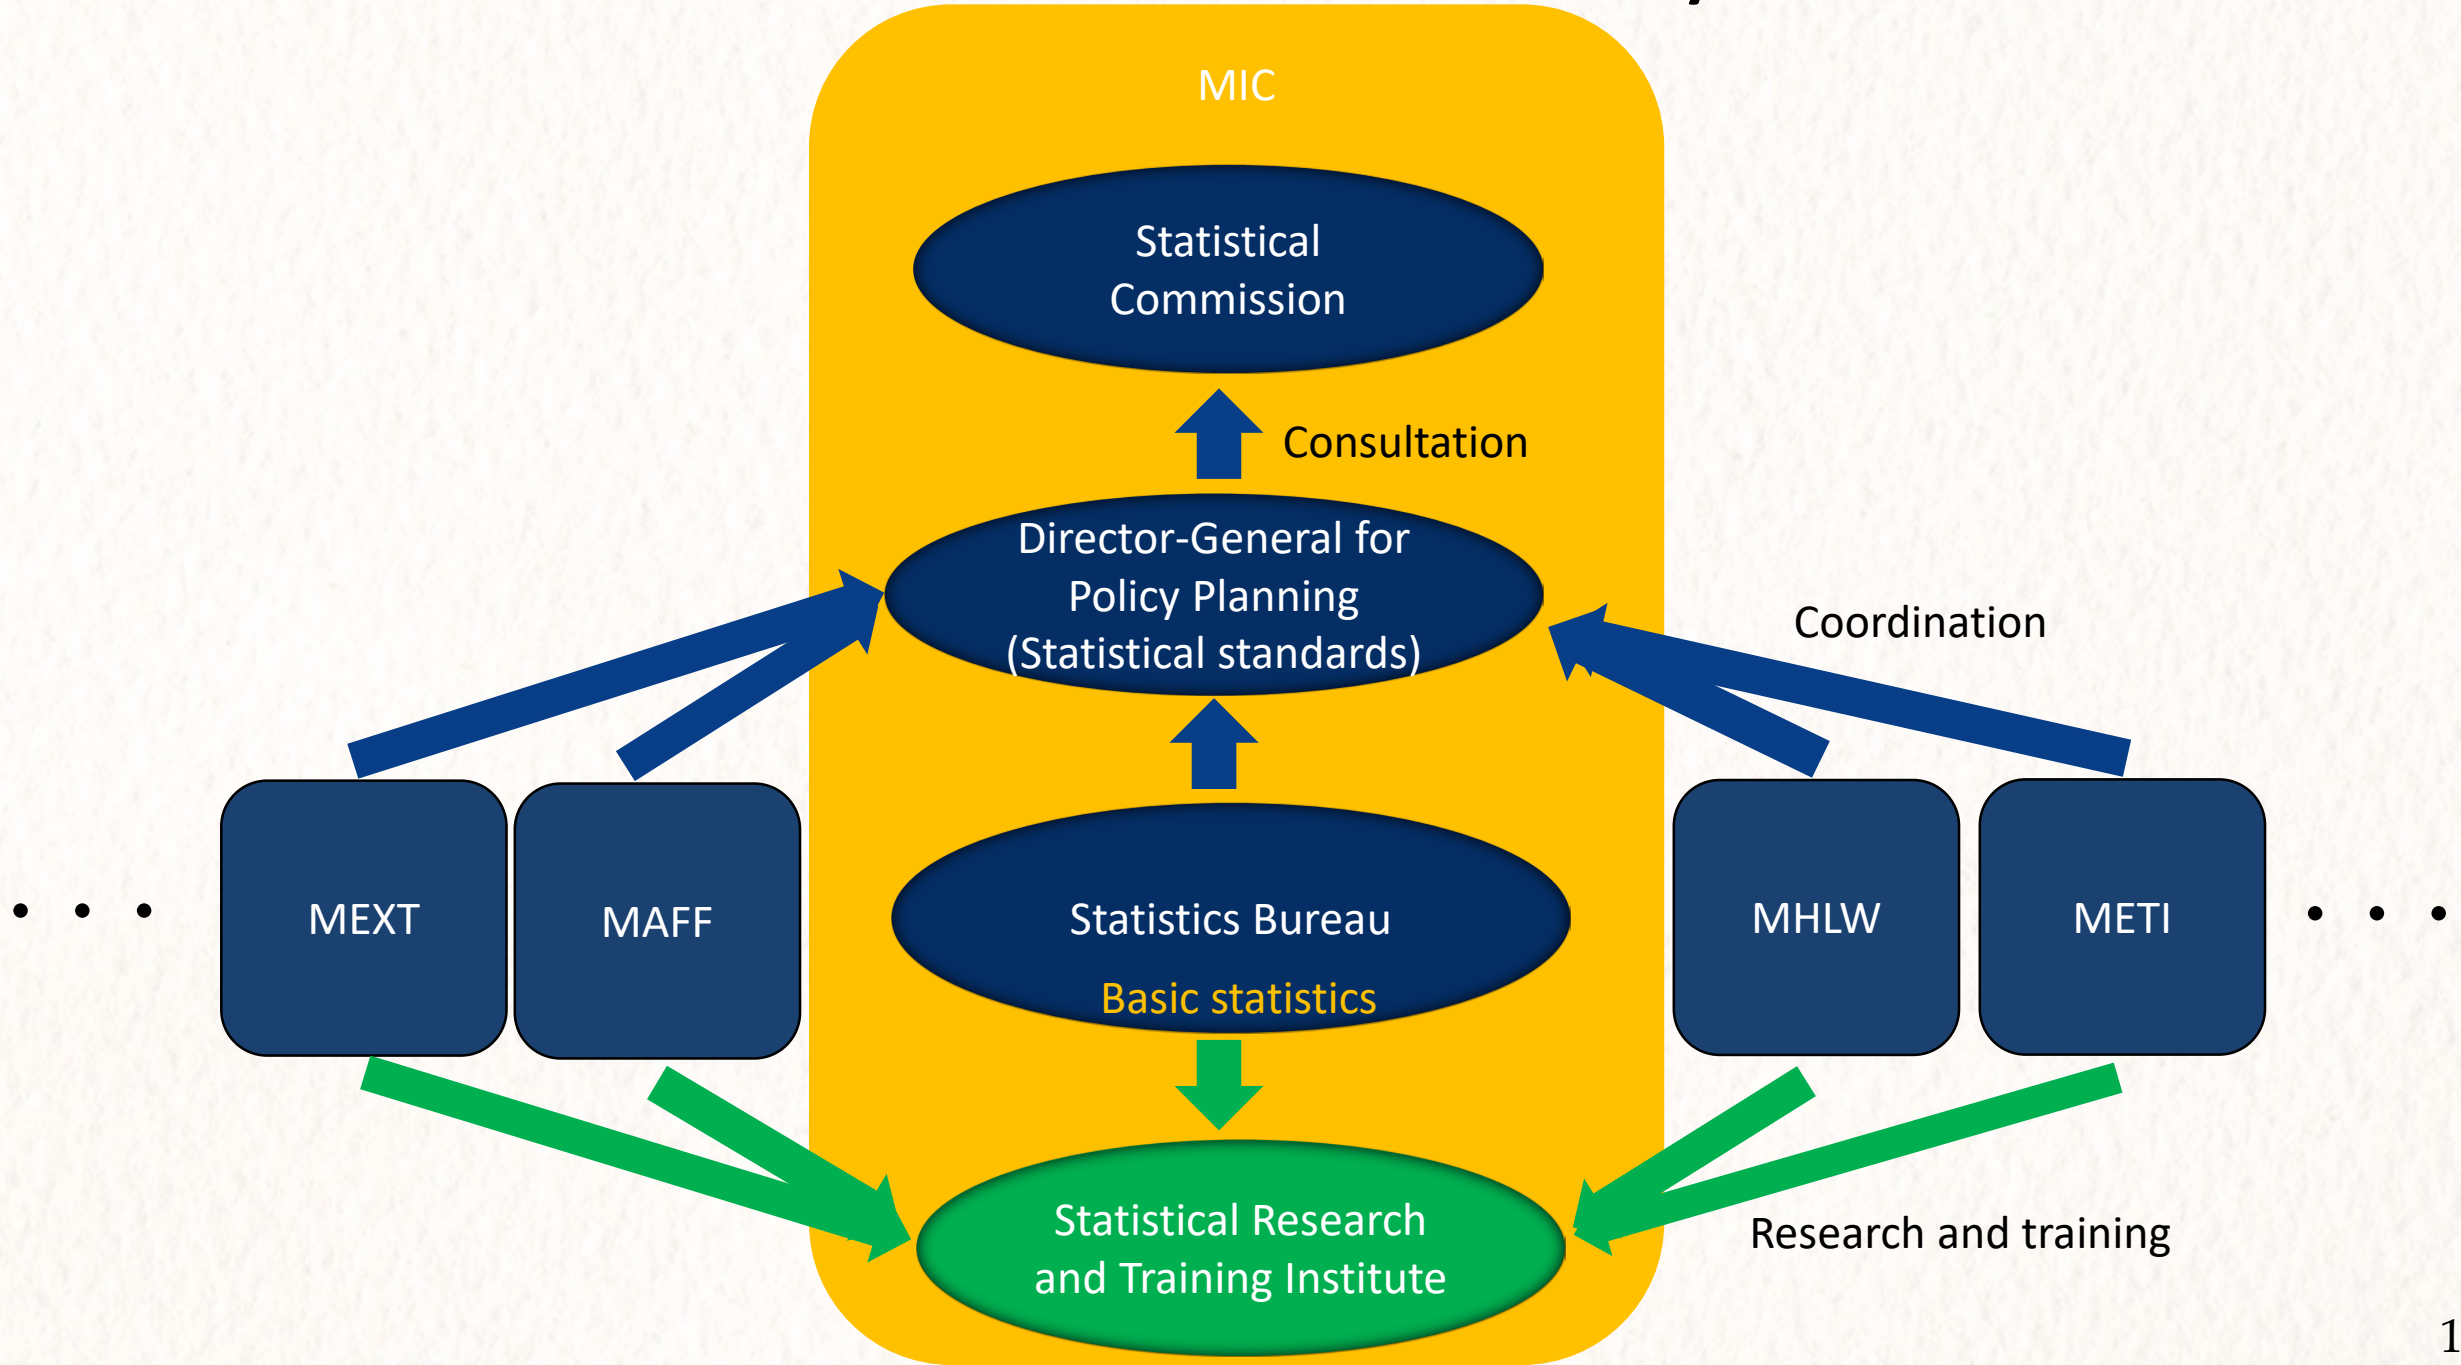 MIC
Statistical
Commission
Consultation
Director-General for
Policy Planning
(Statistical standards)
Coordination
MEXT
MAFF
Statistics Bureau
Basic statistics
MHLW
METI
Statistical Research
and Training Institute
Research and training
1